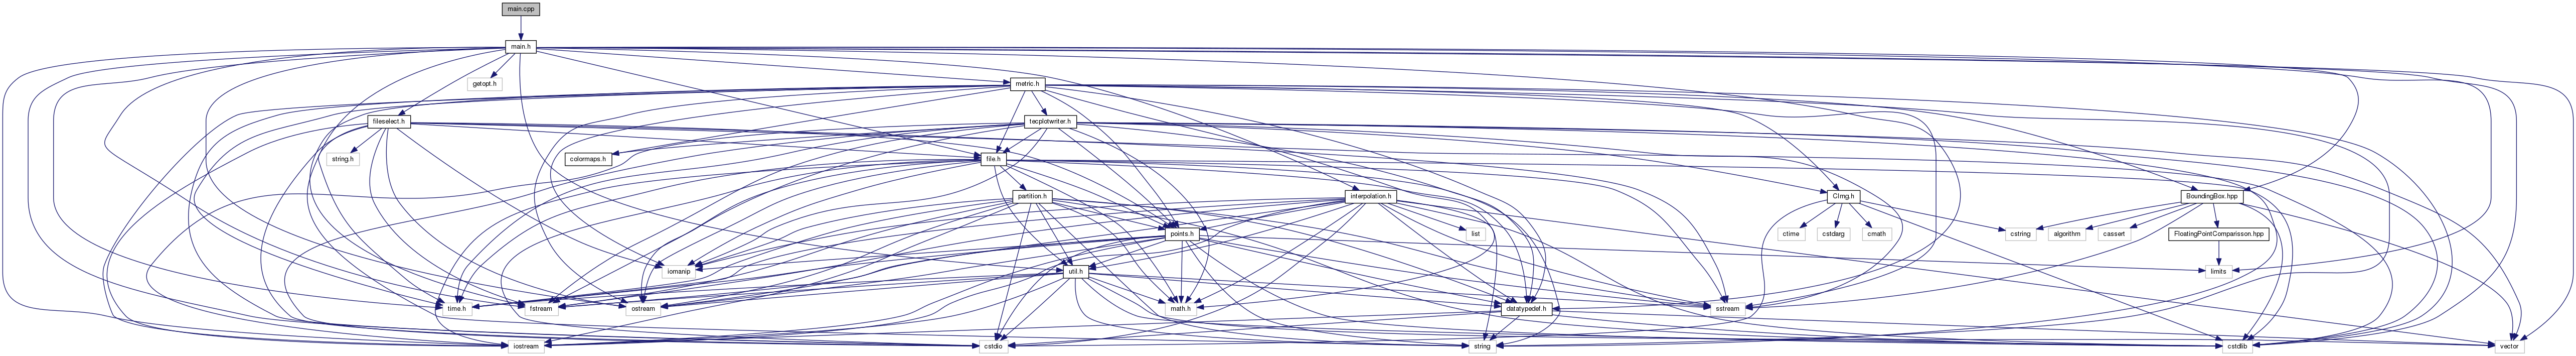 main.cpp
main.h
getopt.h
metric.h
fileselect.h
tecplotwriter.h
string.h
colormaps.h
file.h
partition.h
interpolation.h
CImg.h
BoundingBox.hpp
points.h
list
ctime
cstdarg
cmath
cstring
algorithm
cassert
FloatingPointComparisson.hpp
iomanip
util.h
limits
time.h
fstream
ostream
math.h
datatypedef.h
sstream
iostream
cstdio
string
cstdlib
vector